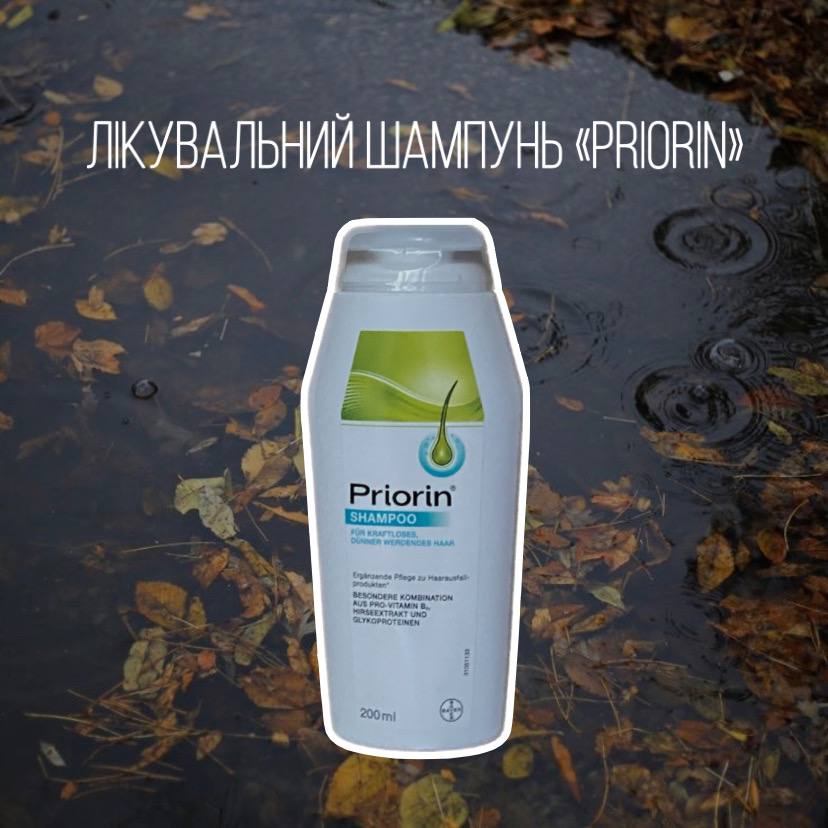 ЛІКУВАЛЬНИЙ ШАМПУНЬ «PRIORIN»
Priorin®
SHAMPOO
FÜR KRAFTLOSES,
DÜNNER WERDENDES HAAR
Ergänzende Pflege zu Haarausfall-
produkten*
BESONDERE KOMBINATION
AUS PRO-VITAMIN B₅,
HIRSEEXTRAKT UND
GLYKOPROTEINEN
200ml
BAYER